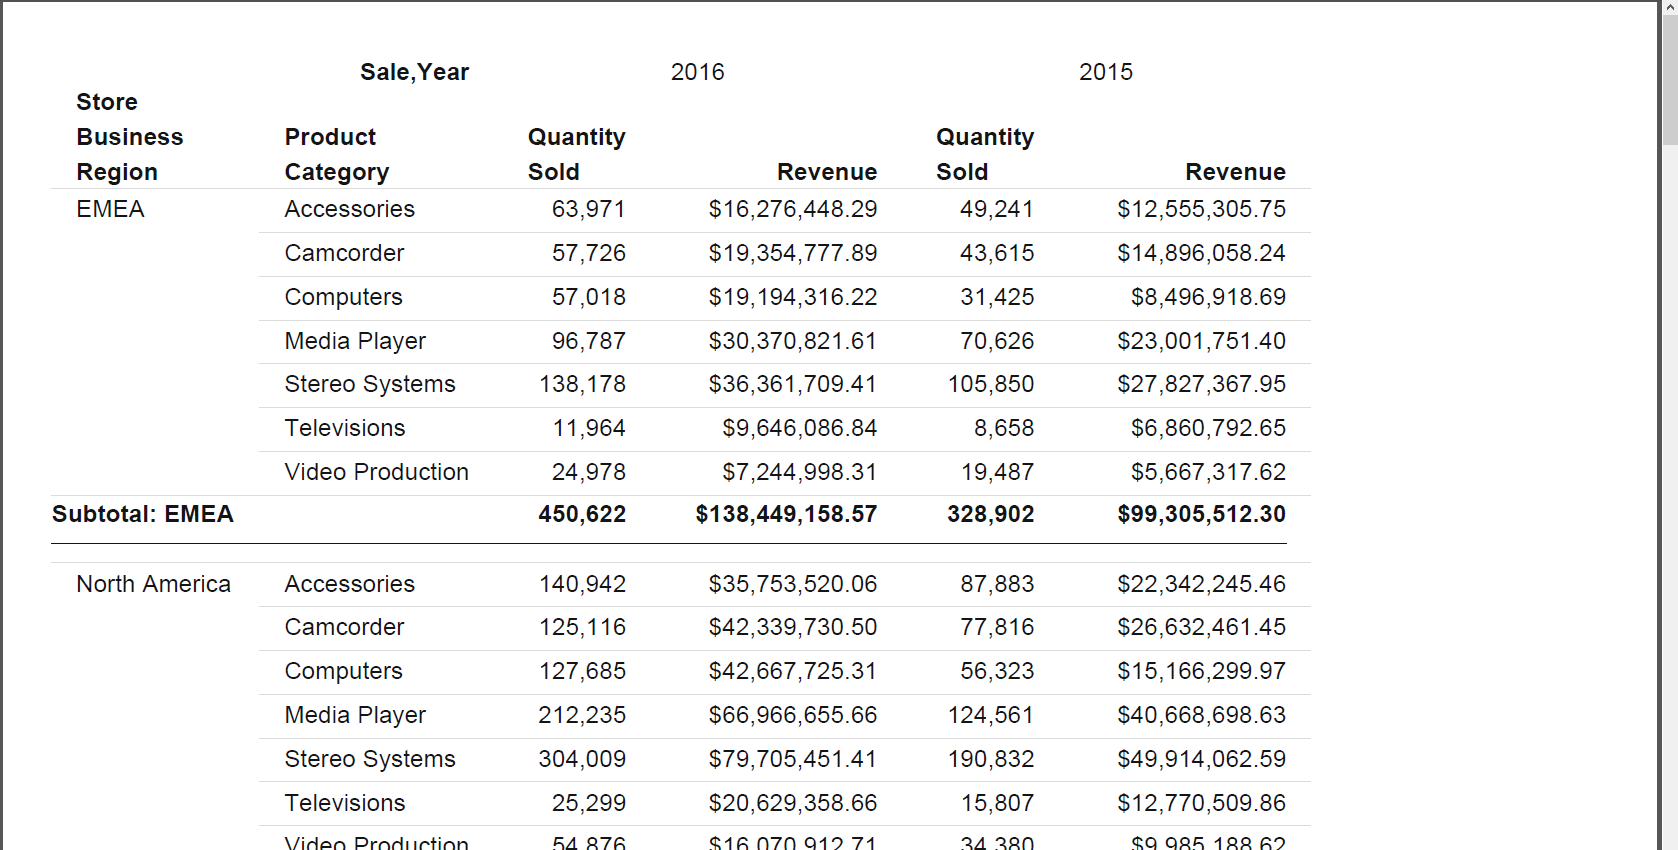 Sale,Year 2016 2015
Store
Business Product Quantity Quantity
Region Category Sold Revenue Sold Revenue
EMEA Accessories 63,971 $16,276,448.29 49,241 $12,555,305.75
Camcorder 57,726 $19,354,777.89 43,615 $14,896,058.24
Computers 57,018 $19,194,316.22 31,425 $8,496,918.69
Media Player 96,787 $30,370,821.61 70,626 $23,001,751.40
Stereo Systems 138,178 $36,361,709.41 105,850 $27,827,367.95
Televisions 11,964 $9,646,086.84 8,658 $6,860,792.65
Video Production 24,978 $7,244,998.31 19,487 $5,667,317.62
Subtotal: EMEA 450,622 $138,449,158.57 328,902 $99,305,512.30
North America Accessories 140,942 $35,753,520.06 87,883 $22,342,245.46
Camcorder 125,116 $42,339,730.50 77,816 $26,632,461.45
Computers 127,685 $42,667,725.31 56,323 $15,166,299.97
Media Player 212,235 $66,966,655.66 124,561 $40,668,698.63
Stereo Systems 304,009 $79,705,451.41 190,832 $49,914,062.59
Televisions 25,299 $20,629,358.66 15,807 $12,770,509.86
Video Production 54,876 $16,070,912.71 34,380 $9,985,188.62